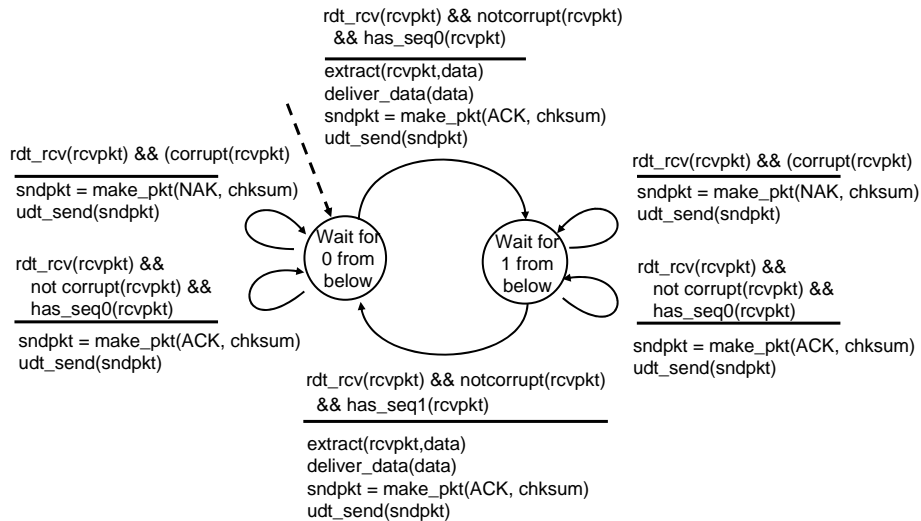 rdt_rcv(rcvpkt) && notcorrupt(rcvpkt)
&& has_seq0(rcvpkt)
extract(rcvpkt,data)
deliver_data(data)
sndpkt = make_pkt(ACK, chksum)
udt_send(sndpkt)
rdt_rcv(rcvpkt) && (corrupt(rcvpkt)
sndpkt = make_pkt(NAK, chksum)
udt_send(sndpkt)
rdt_rcv(rcvpkt) &&
not corrupt(rcvpkt) &&
has_seq0(rcvpkt)
sndpkt = make_pkt(ACK, chksum)
udt_send(sndpkt)
Wait for
0 from
below
Wait for
1 from
below
rdt_rcv(rcvpkt) && (corrupt(rcvpkt)
sndpkt = make_pkt(NAK, chksum)
udt_send(sndpkt)
rdt_rcv(rcvpkt) &&
not corrupt(rcvpkt) &&
has_seq0(rcvpkt)
sndpkt = make_pkt(ACK, chksum)
udt_send(sndpkt)
rdt_rcv(rcvpkt) && notcorrupt(rcvpkt)
&& has_seq1(rcvpkt)
extract(rcvpkt,data)
deliver_data(data)
sndpkt = make_pkt(ACK, chksum)
udt_send(sndpkt)